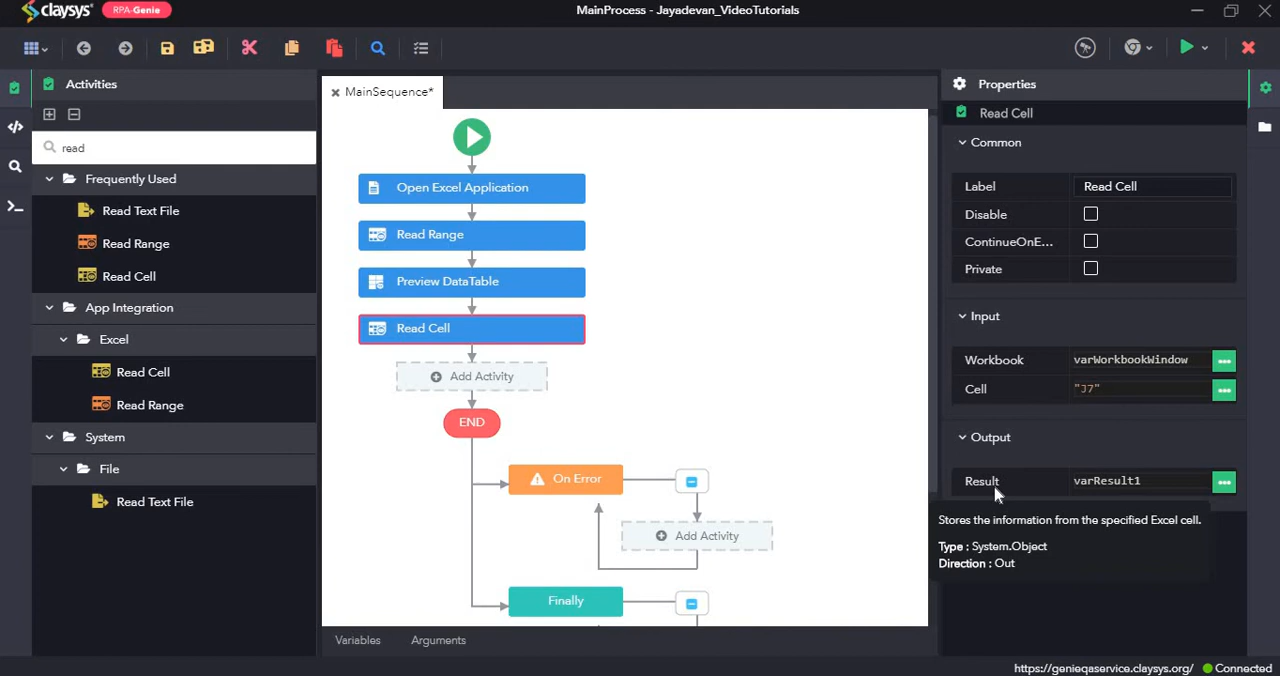 claysys RPA-Genie
MainProcess - Jayadevan_VideoTutorials
Activities
read
Frequently Used
Read Text File
Read Range
Read Cell
App Integration
Excel
Read Cell
Read Range
System
File
Read Text File
MainSequence*
Open Excel Application
Read Range
Preview DataTable
Read Cell
Add Activity
END
On Error
Add Activity
Finally
Variables Arguments
Properties
Read Cell
Common
Label Read Cell
Disable
ContinueOnE...
Private
Input
Workbook varWorkbookWindow
Cell "J7"
Output
Result varResult1
Stores the information from the specified Excel cell.
Type : System.Object
Direction : Out
https://genieqaservice.claysys.org/ Connected